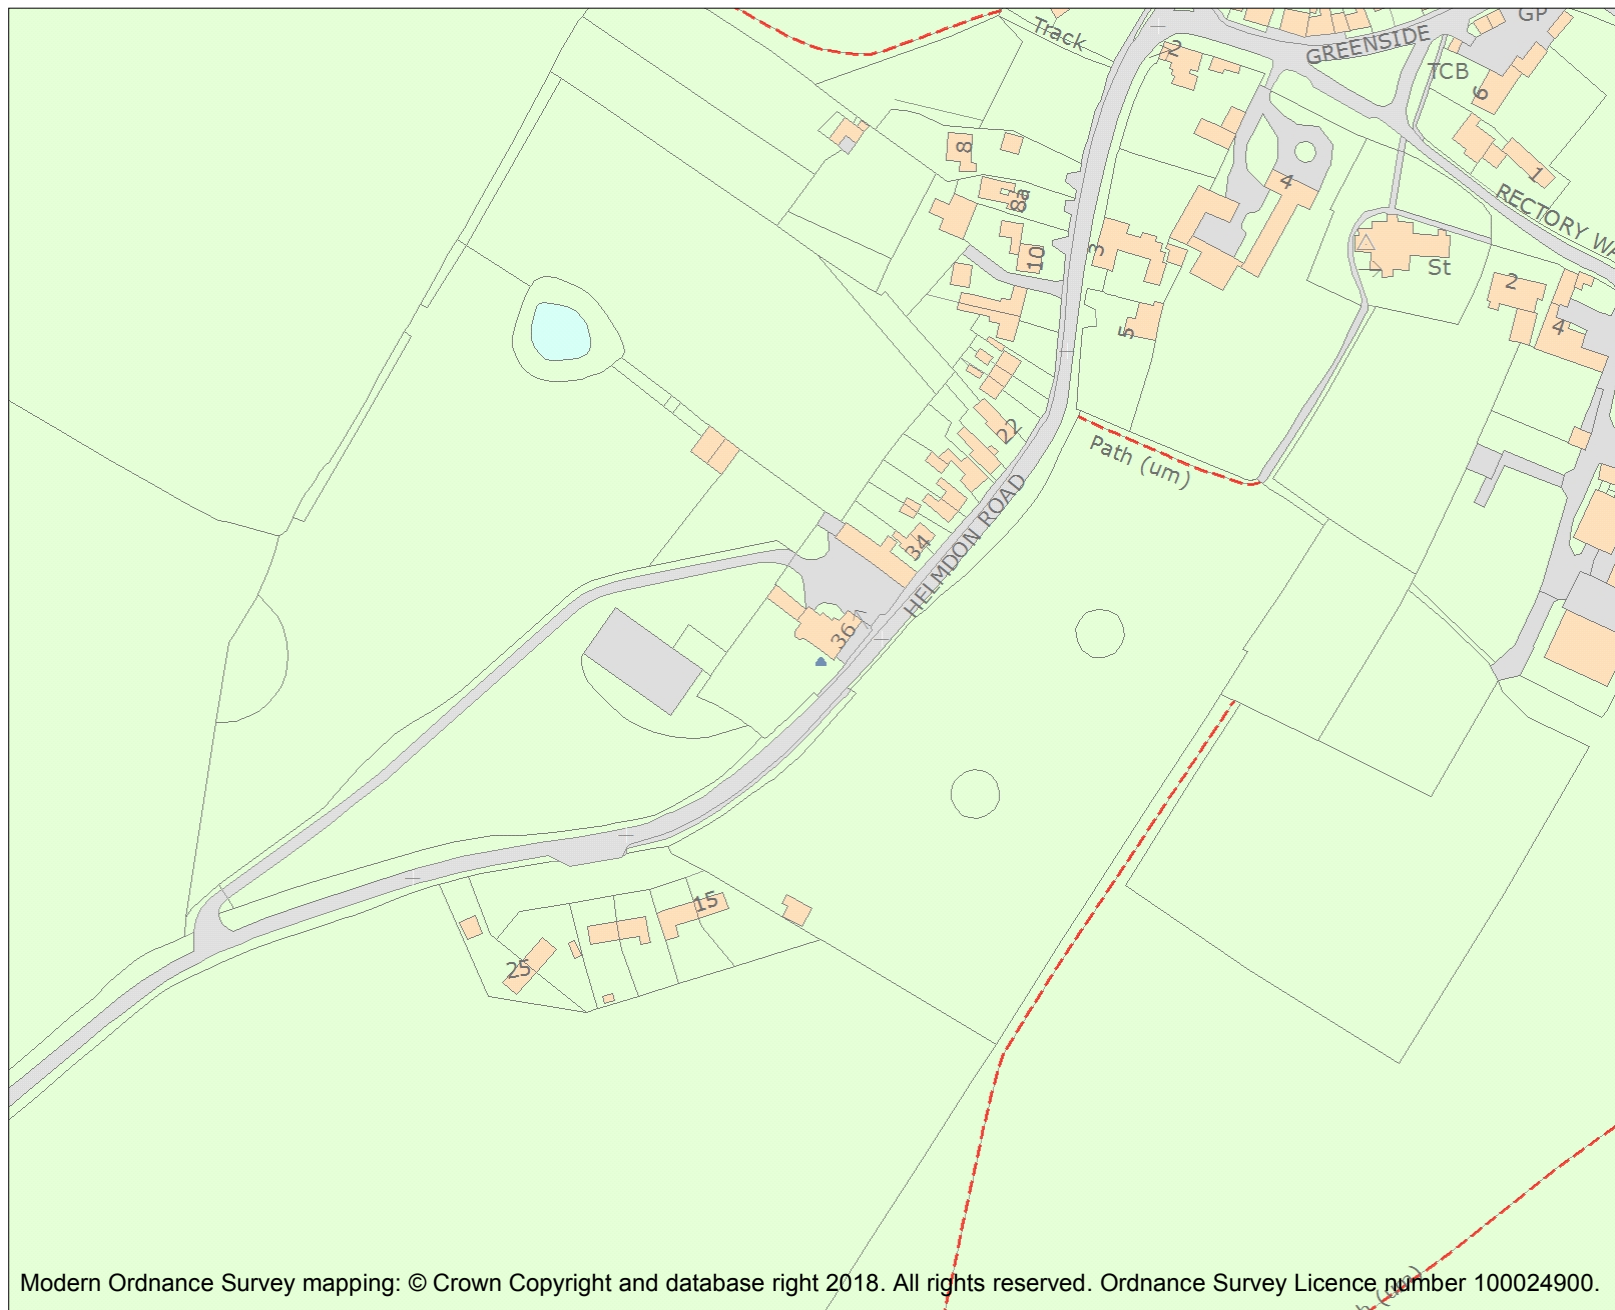 GP
Track
2
GREENSIDE
TCB
6
8
4
1
8a
RECTORY WA
3
10
St
2
5
4
22
Path (um)
HELMDON ROAD
34
36
15
25
(um)
Modern Ordnance Survey mapping: © Crown Copyright and database right 2018. All rights reserved. Ordnance Survey Licence number 100024900.